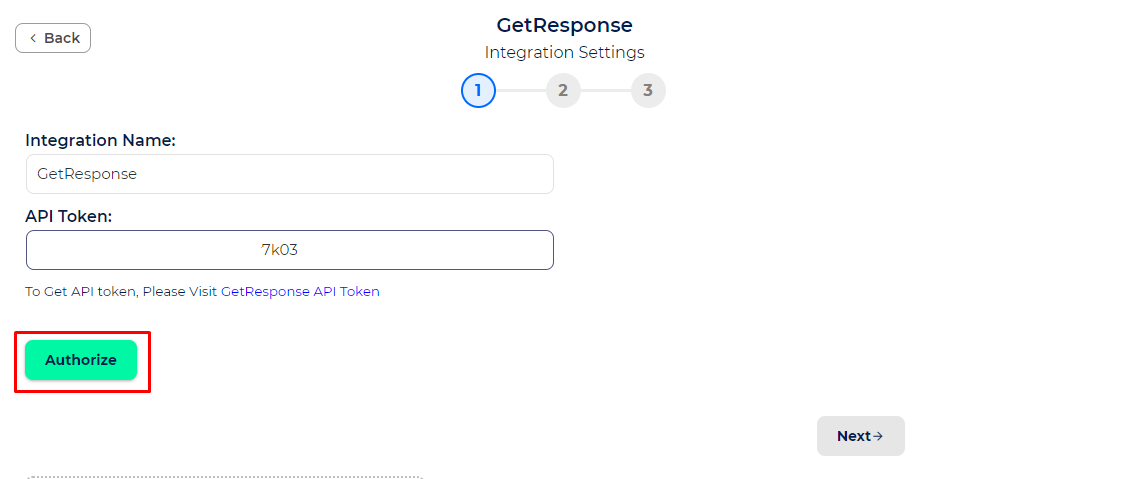 Back
GetResponse
Integration Settings
1 2 3
Integration Name:
GetResponse
API Token:
7k03
To Get API token, Please Visit GetResponse API Token
Authorize
Next